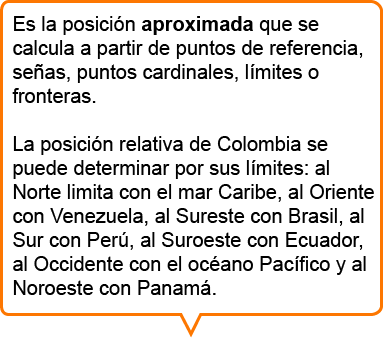 Es la posición aproximada que se
calcula a partir de puntos de referencia,
señas, puntos cardinales, límites o
fronteras.
La posición relativa de Colombia se
puede determinar por sus límites: al
Norte limita con el mar Caribe, al Oriente
con Venezuela, al Sureste con Brasil, al
Sur con Perú, al Suroeste con Ecuador,
al Occidente con el océano Pacífico y al
Noroeste con Panamá.